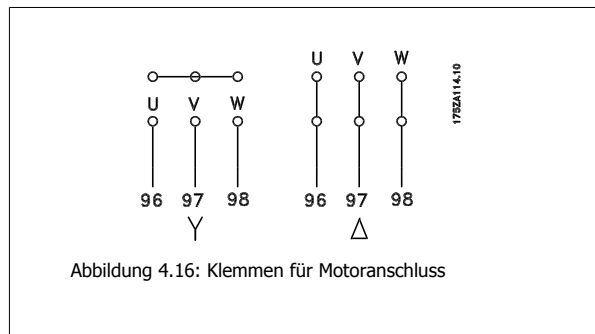 U V W
U V W
96 97 98
96 97 98
Y
Δ
175ZA114.10
Abbildung 4.16: Klemmen für Motoranschluss